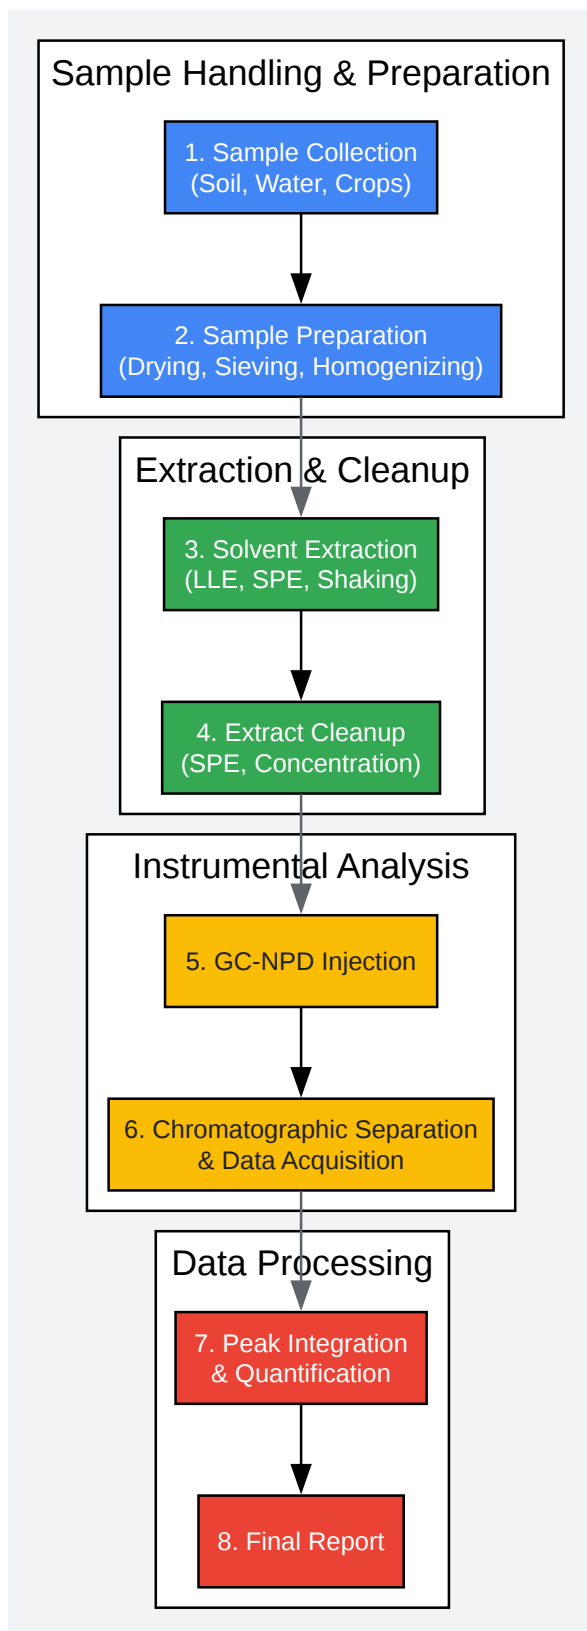 Sample Handling & Preparation
1. Sample Collection
(Soil, Water, Crops)
2. Sample Preparation
(Drying, Sieving, Homogenizing)
Extraction & Cleanup
3. Solvent Extraction
(LLE, SPE, Shaking)
4. Extract Cleanup
(SPE, Concentration)
Instrumental Analysis
5. GC-NPD Injection
6. Chromatographic Separation
& Data Acquisition
Data Processing
7. Peak Integration
& Quantification
8. Final Report